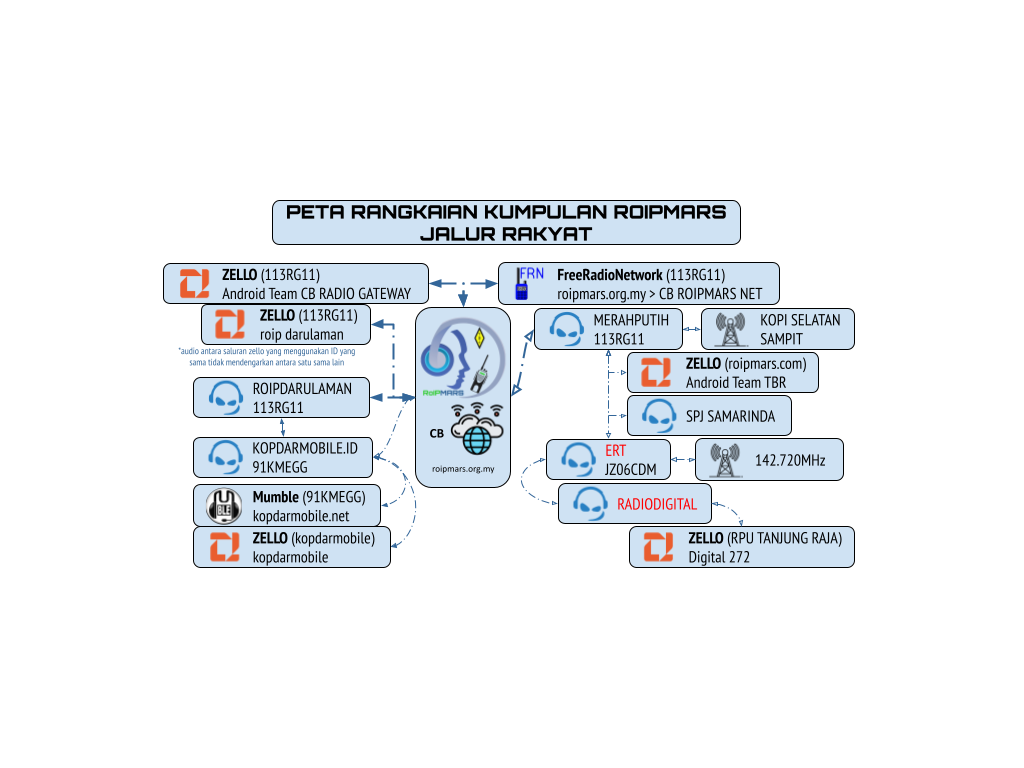 PETA RANGKAIAN KUMPULAN ROIPMARS
JALUR RAKYAT
ZELLO (113RG11)
Android Team CB RADIO GATEWAY
FRN
FreeRadioNetwork (113RG11)
roipmars.org.my > CB ROIPMARS NET
ZELLO (113RG11)
roip darulaman
*audio antara saluran zello yang menggunakan ID yang
sama tidak mendengarkan antara satu sama lain
ROIPDARULAMAN
113RG11
KOPDARMOBILE.ID
91KMEGG
BLE
Mumble (91KMEGG)
kopdarmobile.net
ZELLO (kopdarmobile)
kopdarmobile
RoIPMARS
CB
roipmars.org.my
MERAHPUTIH
113RG11
KOPI SELATAN
SAMPIT
ZELLO (roipmars.com)
Android Team TBR
SPJ SAMARINDA
ERT
JZ06CDM
142.720MHz
RADIODIGITAL
ZELLO (RPU TANJUNG RAJA)
Digital 272